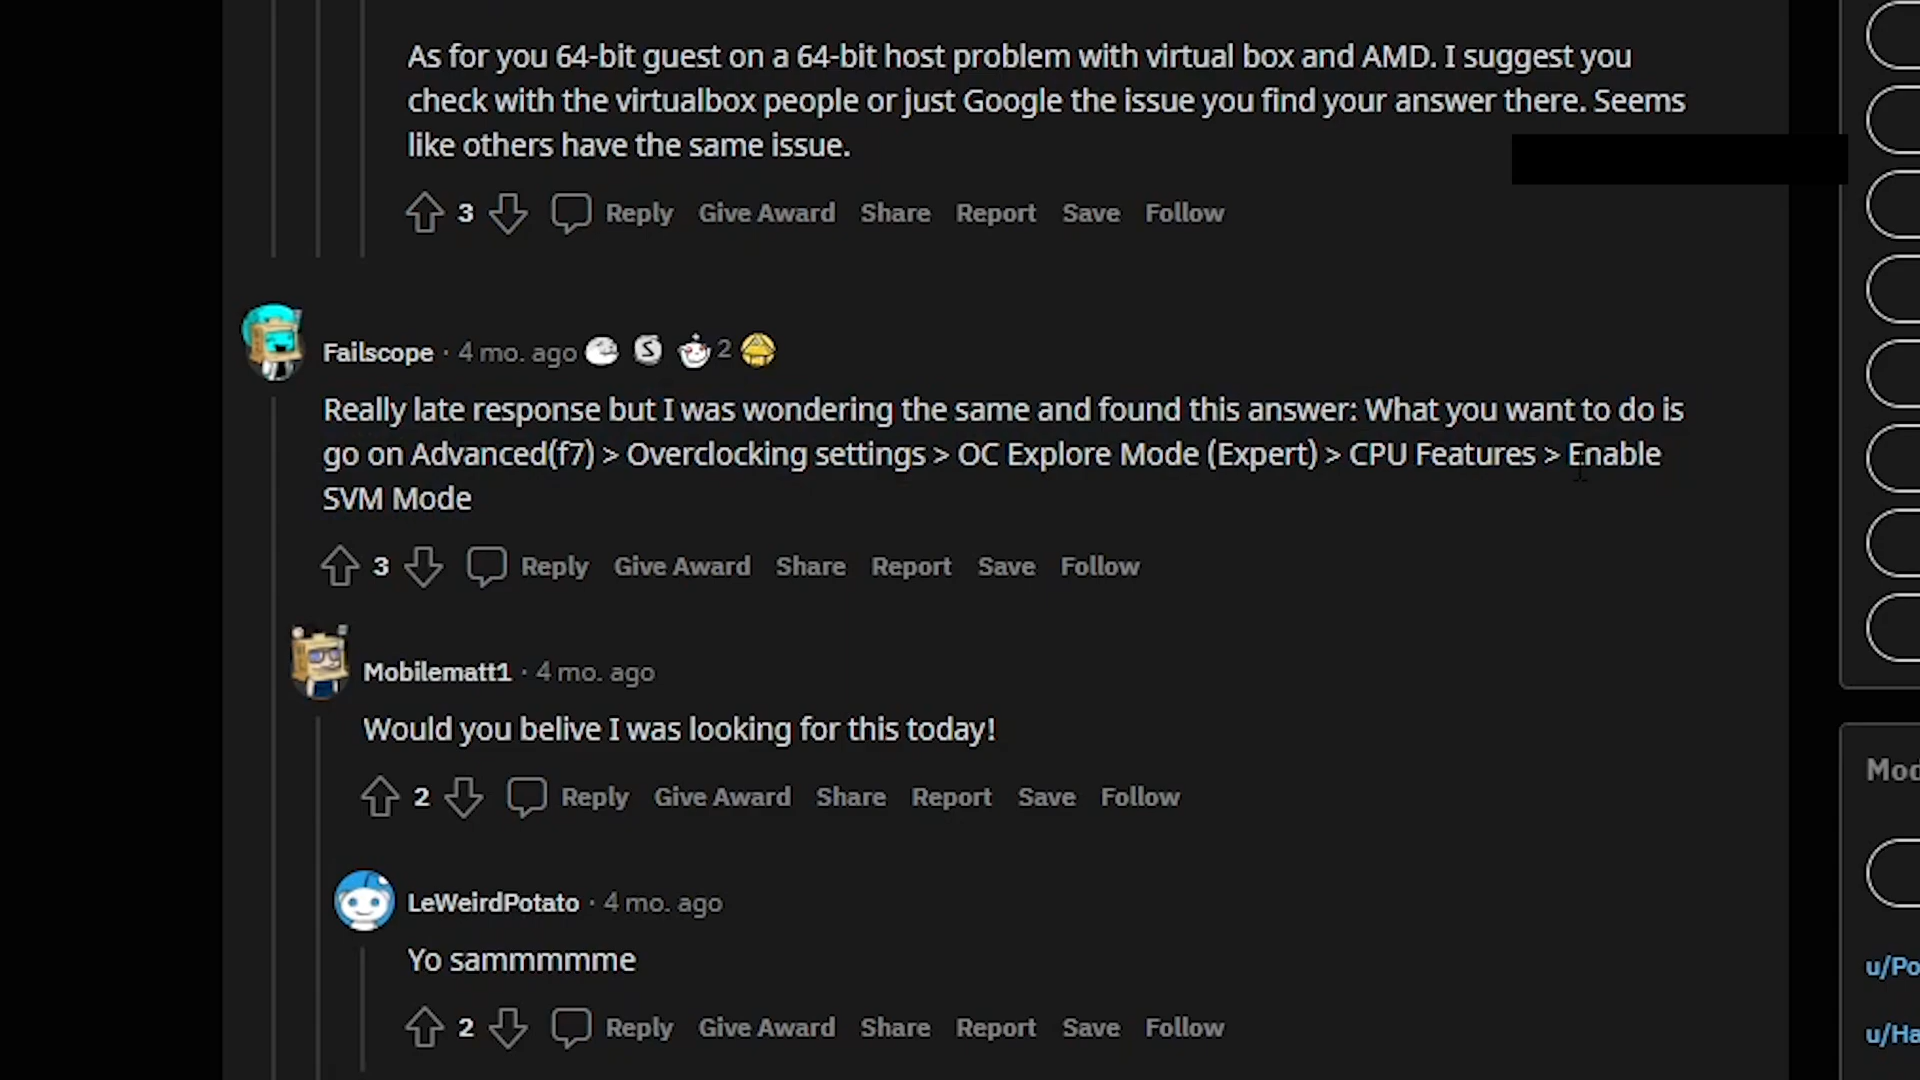 As for you 64-bit guest on a 64-bit host problem with virtual box and AMD. I suggest you
check with the virtualbox people or just Google the issue you find your answer there. Seems
like others have the same issue.
3 Reply Give Award Share Report Save Follow
Failscope · 4 mo. ago 2
Really late response but I was wondering the same and found this answer: What you want to do is
go on Advanced(f7) > Overclocking settings > OC Explore Mode (Expert) > CPU Features > Enable
SVM Mode
3 Reply Give Award Share Report Save Follow
Mobilematt1 · 4 mo. ago
Would you belive I was looking for this today!
2 Reply Give Award Share Report Save Follow
LeWeirdPotato · 4 mo. ago
Yo sammmmme
2 Reply Give Award Share Report Save Follow
u/Po
u/Ha